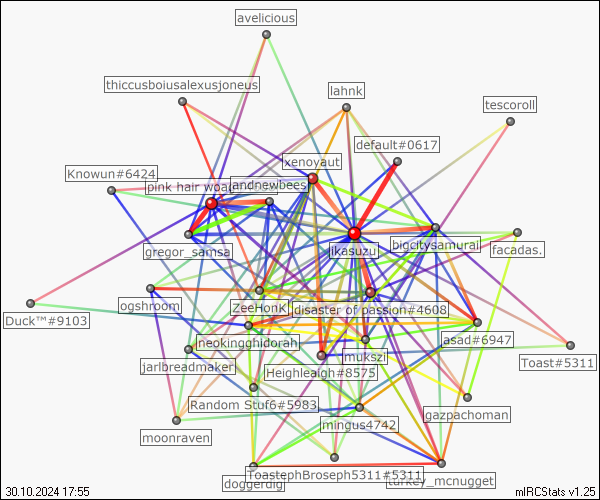 avelicious
thiccusboiusalexusjoneus
lahnk
tescoroll
default#0617
xenoyaut
Knowun#6424
pink hair woa
andnewbees
gregor_samsa
jkasuzu
bigcitysamurai
facadas.
ogshroom
ZeeHonk!
disaster of passion#4608
Duck™#9103
neokingghidorah
mukszi
asad#6947
jarlbreadmaker
Heighleaigh#8575
Toast#5311
Random Stuf6#5983
gazpachoman
moonraven
mingus4742
ToastephBroseph5311#5311
doggerdig
turkey_mcnugget
30.10.2024 17:55
mIRCStats v1.25